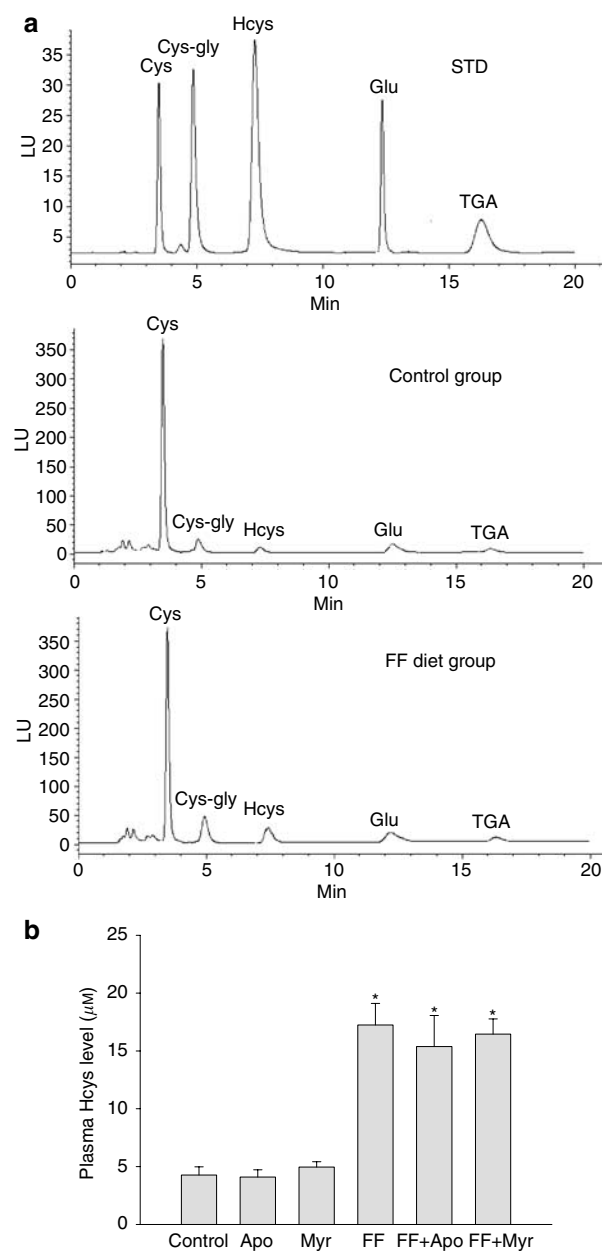 a
Hcys
Cys-gly
Cys
Glu
STD
TGA
LU
35
30
25
20
15
10
5
0 5 10 15 20
Min
Cys
Control group
LU
350
300
250
200
150
100
50
0
Cys-gly
Hcys
Glu
TGA
0 5 10 15 20
Min
Cys
FF diet group
LU
350
300
250
200
150
100
50
0
Cys-gly
Hcys
Glu
TGA
0 5 10 15 20
Min
b
Plasma Hcys level (μM)
25
20
15
10
5
0
* * *
Control Apo Myr FF FF+Apo FF+Myr